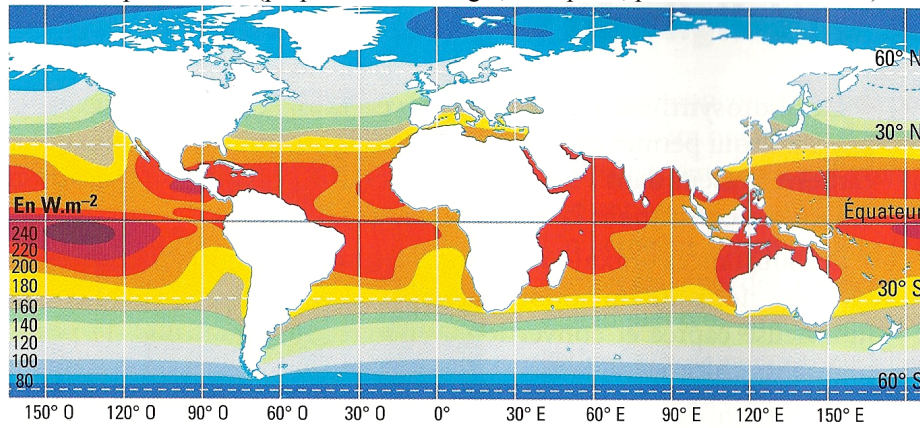 60° N
30° N
En W.m⁻²
Équateur
240
220
200
180
30° S
160
140
120
100
80
60° S
150° O 120° O 90° O 60° O 30° O 0° 30° E 60° E 90° E 120° E 150° E